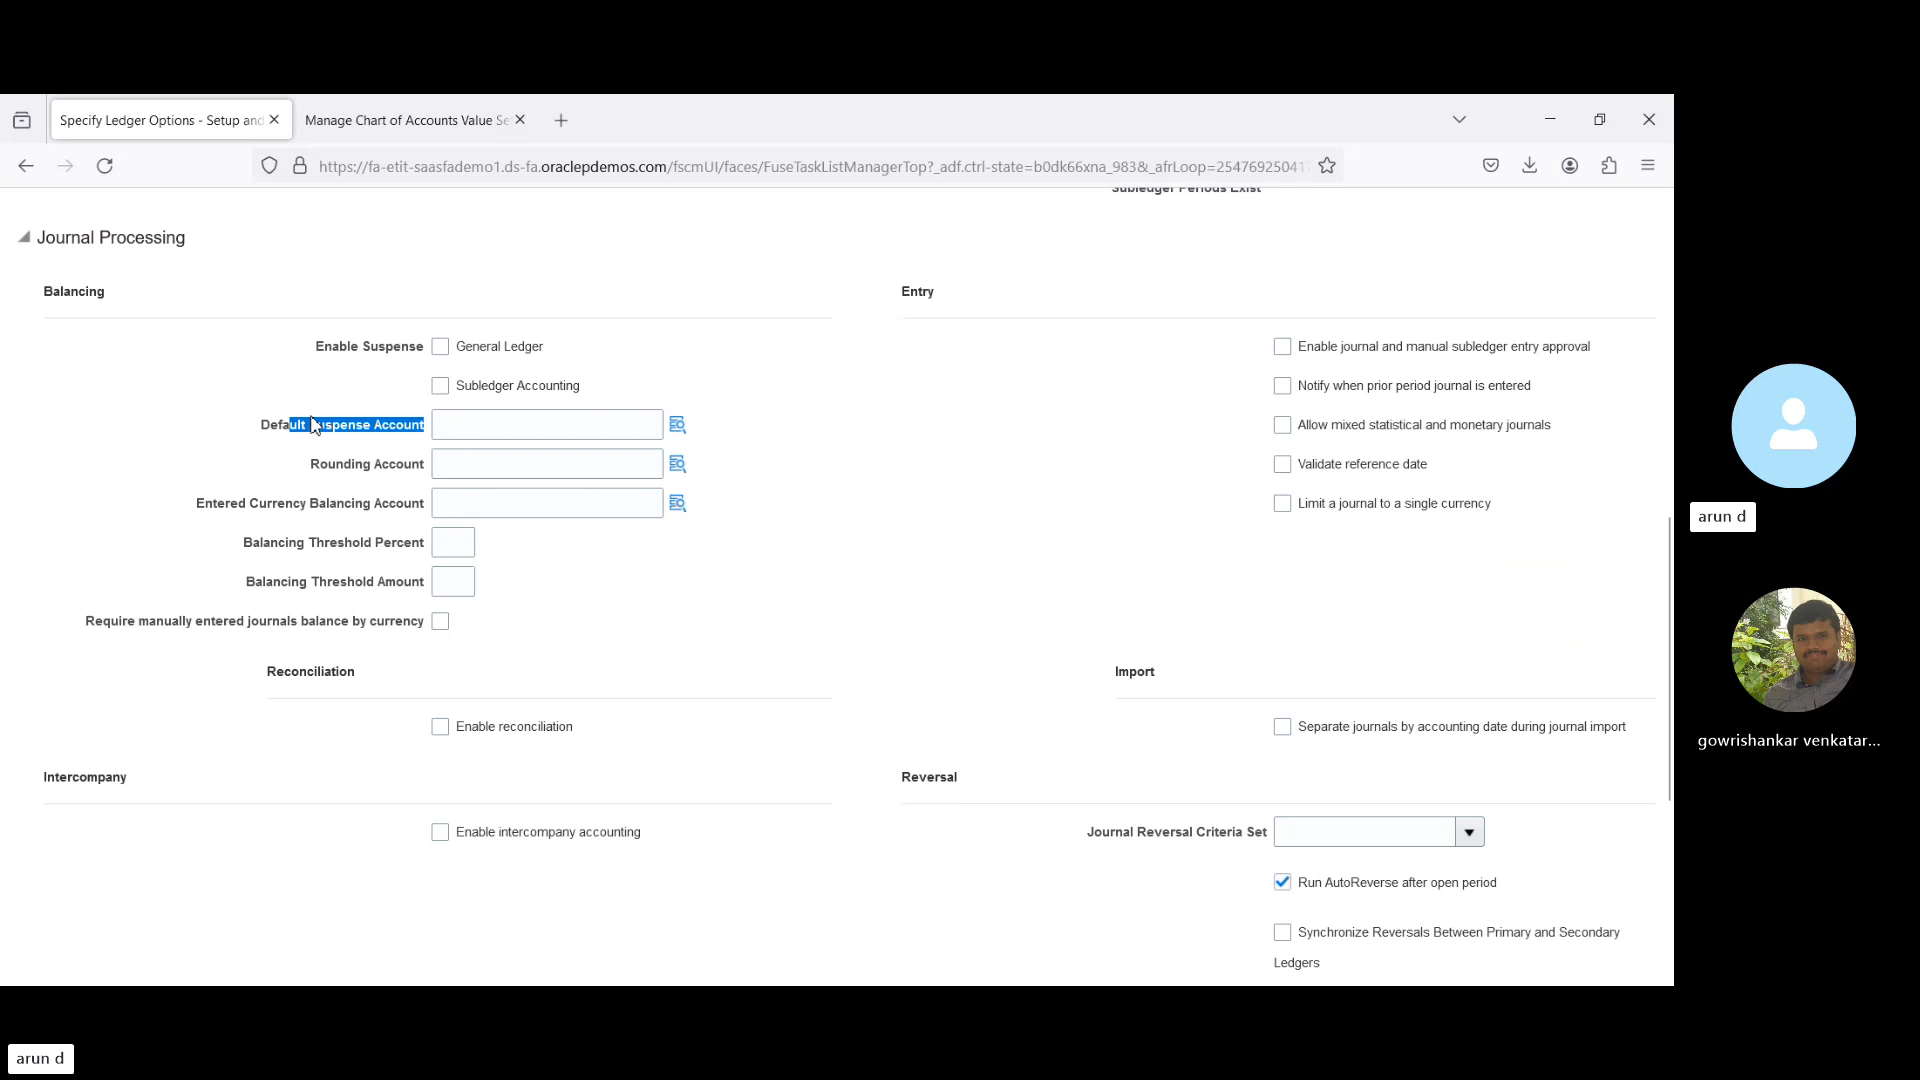 Specify Ledger Options - Setup and
Manage Chart of Accounts Value Se
https://fa-etit-saasfademo1.ds-fa.oraclepdemos.com/fscmUI/faces/FuseTaskListManagerTop?_adf.ctrl-state=b0dk66xna_983&_afrLoop=25476925041
Subledger Periods Exist
Journal Processing
Balancing
Entry
Enable Suspense
General Ledger
Enable journal and manual subledger entry approval
Subledger Accounting
Notify when prior period journal is entered
Default Suspense Account
Allow mixed statistical and monetary journals
Rounding Account
Validate reference date
Entered Currency Balancing Account
Limit a journal to a single currency
Balancing Threshold Percent
Balancing Threshold Amount
Require manually entered journals balance by currency
Reconciliation
Import
Enable reconciliation
Separate journals by accounting date during journal import
Intercompany
Reversal
Enable intercompany accounting
Journal Reversal Criteria Set
Run AutoReverse after open period
Synchronize Reversals Between Primary and Secondary
Ledgers
arun d
gowrishankar venkatar...
arun d